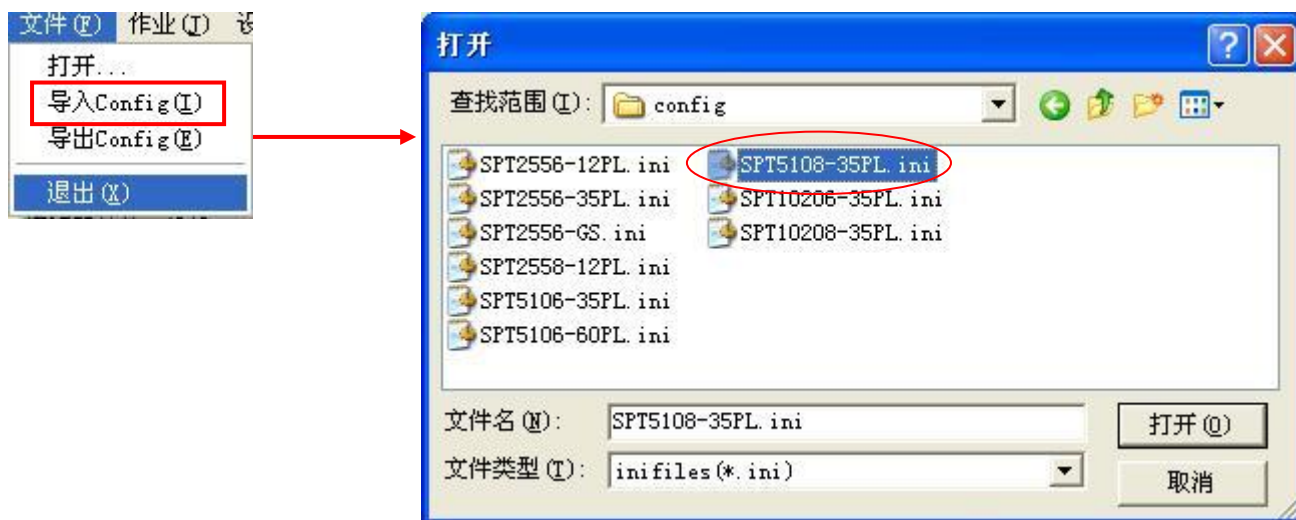 文件(F) 作业(J)
打开...
导入Config(I)
导出Config(E)
退出(X)
打开
查找范围(I): config
SPT2556-12PL.ini SPT5108-35PL.ini
SPT2556-35PL.ini SPT10206-35PL.ini
SPT2556-GS.ini SPT10208-35PL.ini
SPT2558-12PL.ini
SPT5106-35PL.ini
SPT5106-60PL.ini
文件名(N): SPT5108-35PL.ini 打开(O)
文件类型(T): inifiles(*.ini) 取消